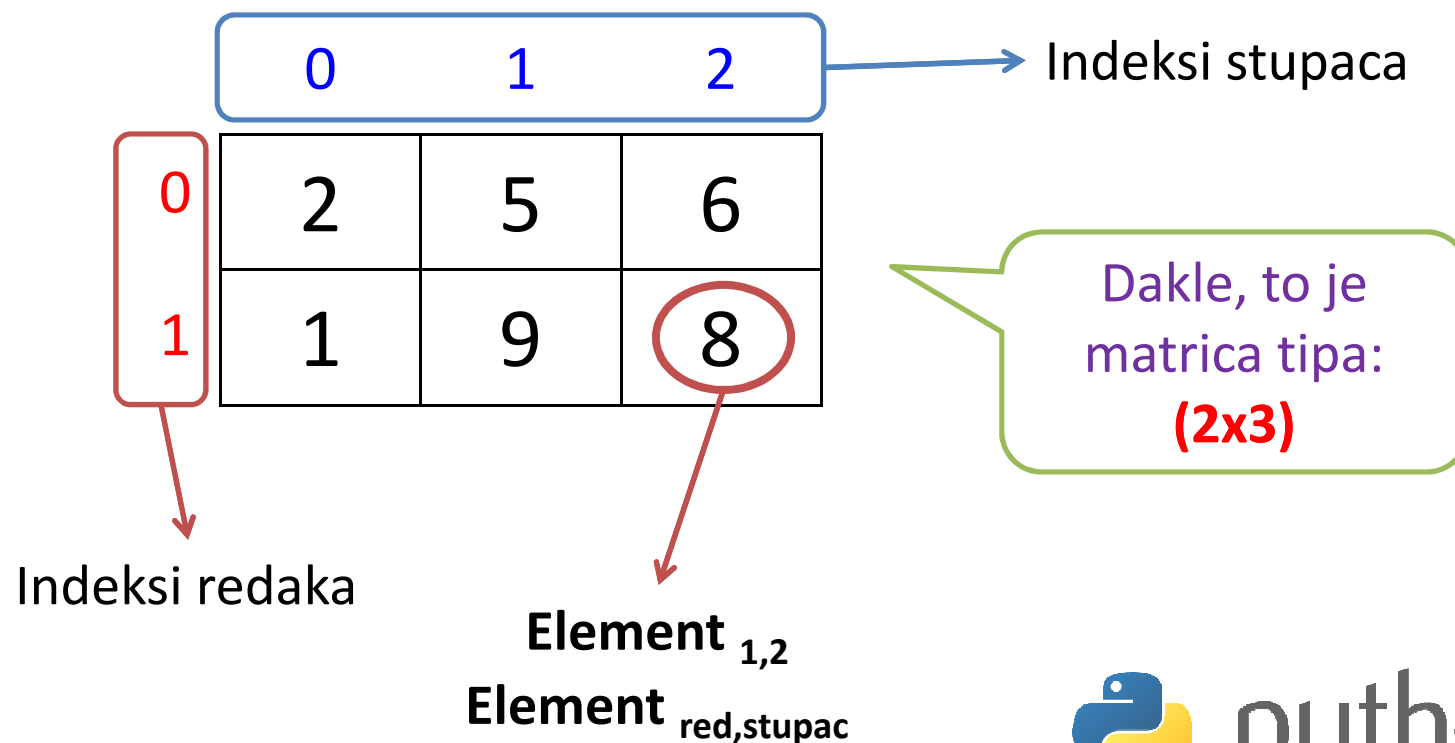 0 1 2
Indeksi stupaca
0 2 5 6
1 1 9 8
Dakle, to je
matrica tipa:
(2x3)
Indeksi redaka
Element 1,2
Element red,stupac